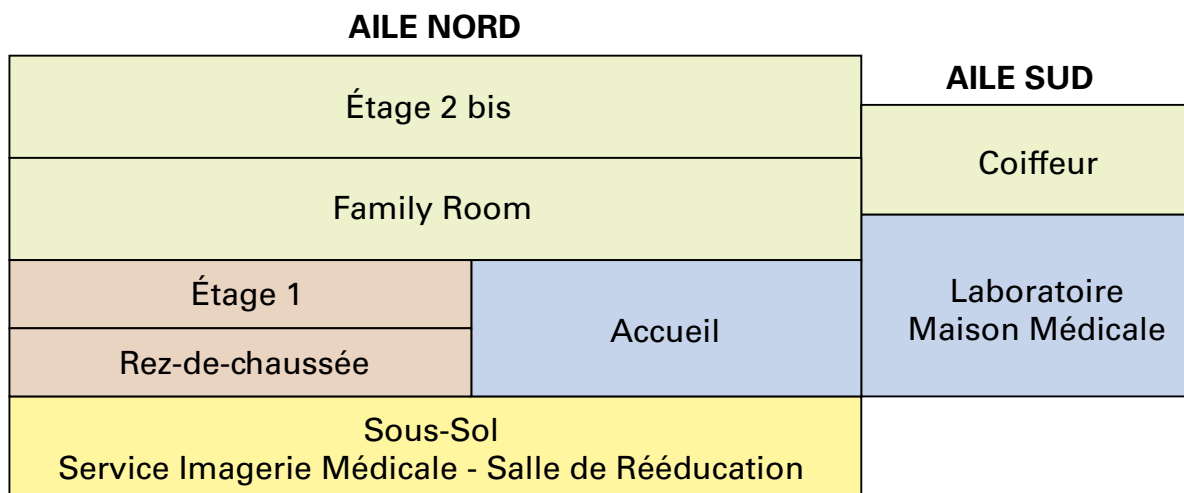 AILE NORD
AILE SUD
Étage 2 bis
Coiffeur
Family Room
Étage 1
Accueil
Laboratoire
Maison Médicale
Rez-de-chaussée
Sous-Sol
Service Imagerie Médicale - Salle de Rééducation